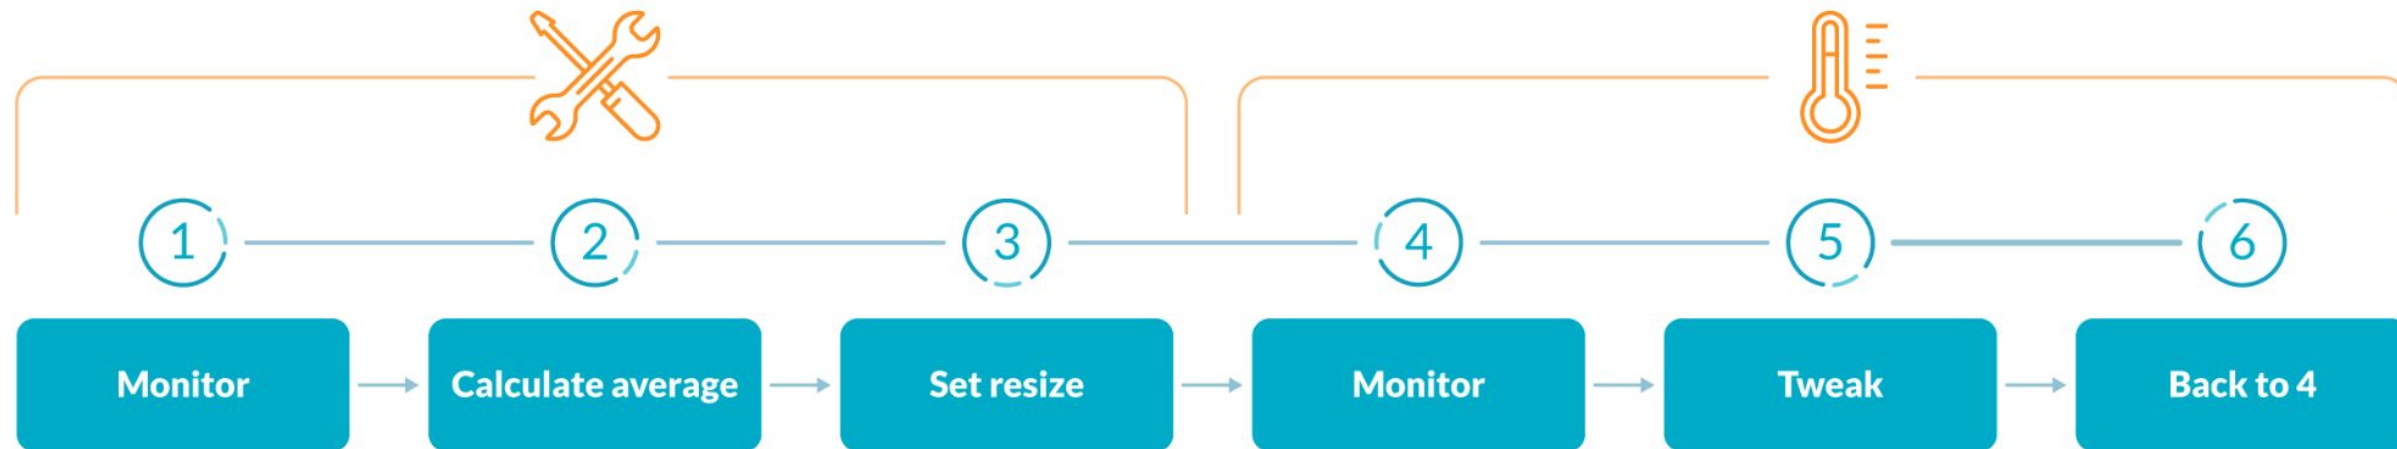 1
2
3
4
5
6
Monitor
Calculate average
Set resize
Monitor
Tweak
Back to 4